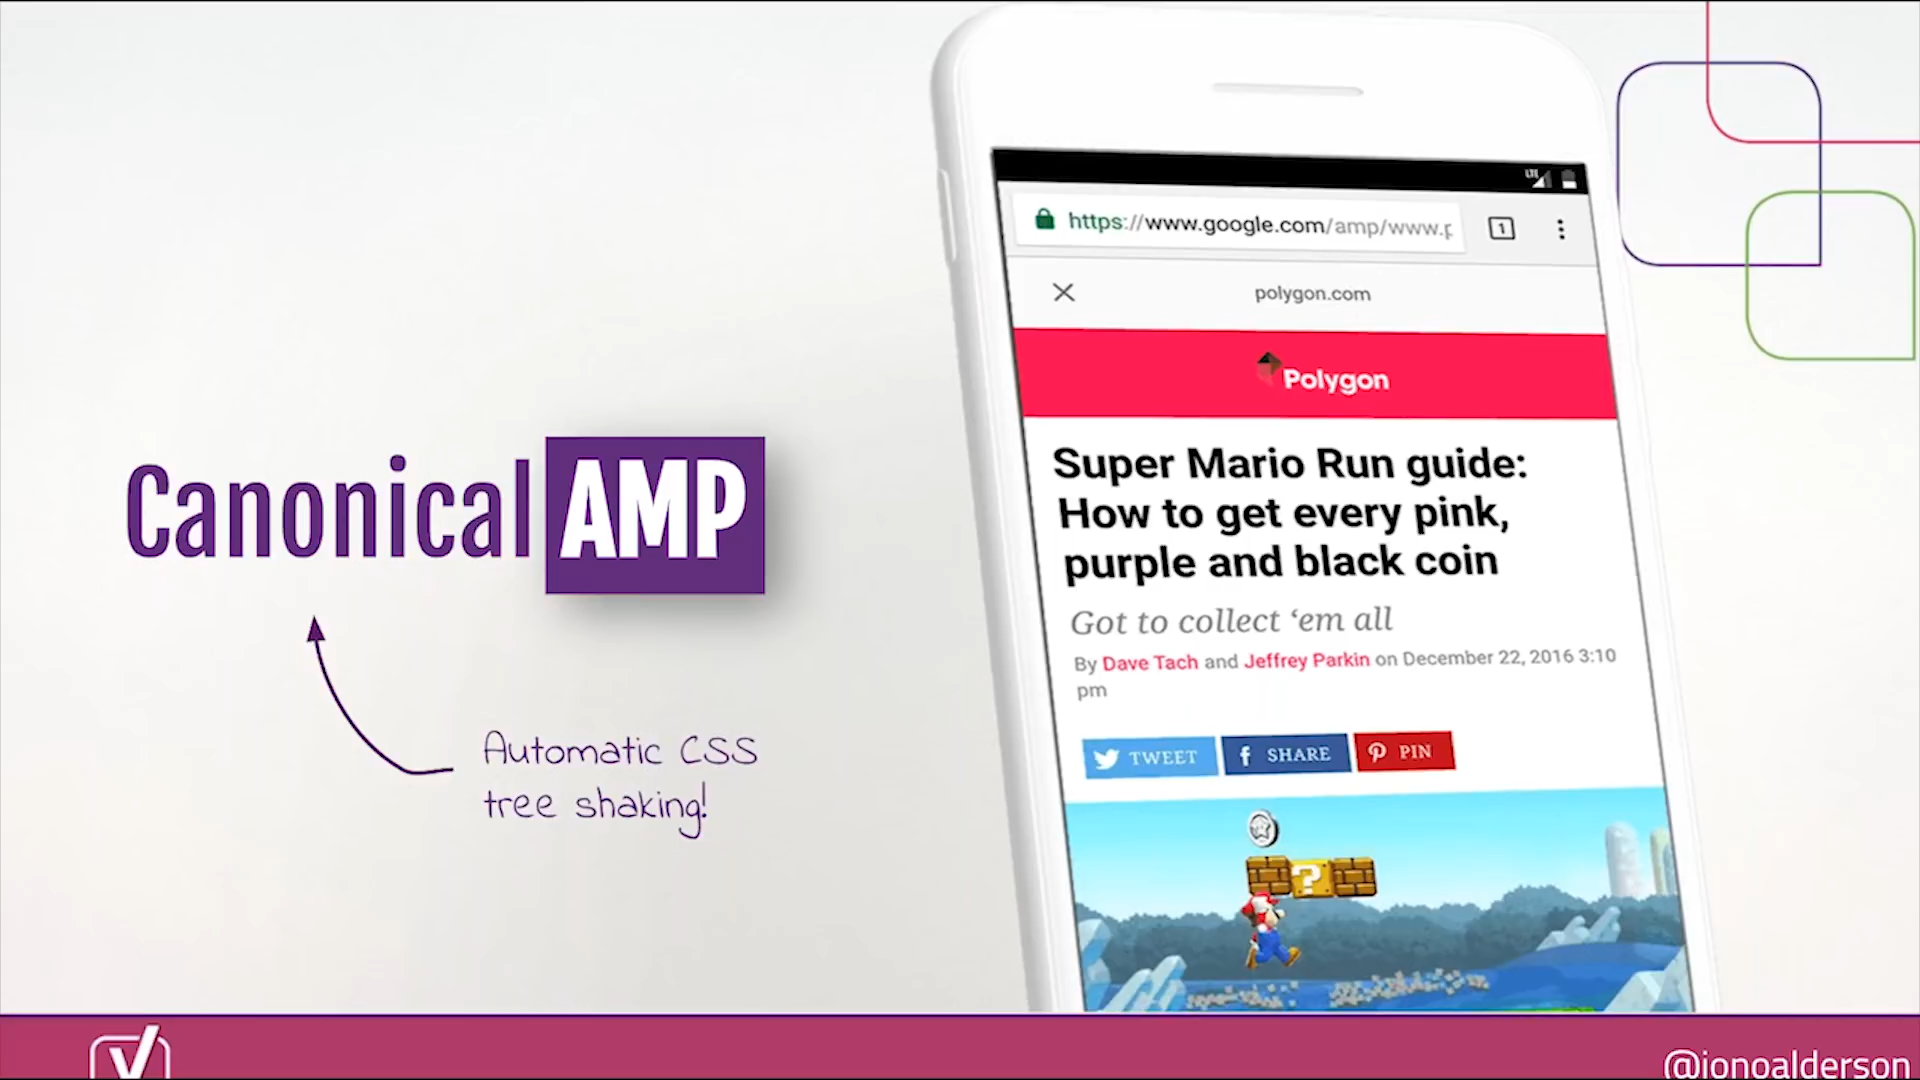 Canonical AMP
Automatic CSS
tree shaking!
LTE
https://www.google.com/amp/www.p
1
polygon.com
Polygon
Super Mario Run guide:
How to get every pink,
purple and black coin
Got to collect ‘em all
By Dave Tach and Jeffrey Parkin on December 22, 2016 3:10
pm
TWEET
SHARE
PIN
?
@jonoalderson